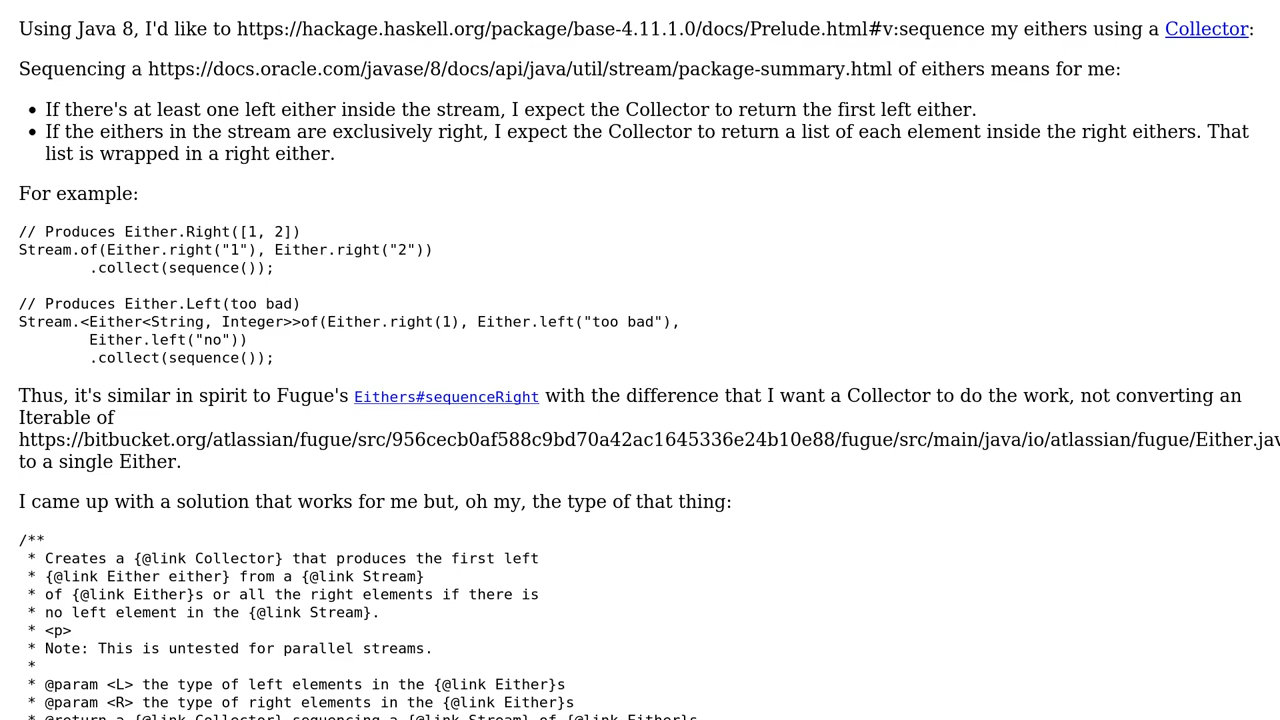 Using Java 8, I'd like to https://hackage.haskell.org/package/base-4.11.1.0/docs/Prelude.html#v:sequence my eithers using a Collector:
Sequencing a https://docs.oracle.com/javase/8/docs/api/java/util/stream/package-summary.html of eithers means for me:
• If there's at least one left either inside the stream, I expect the Collector to return the first left either.
• If the eithers in the stream are exclusively right, I expect the Collector to return a list of each element inside the right eithers. That
list is wrapped in a right either.
For example:
// Produces Either.Right([1, 2])
Stream.of(Either.right("1"), Either.right("2"))
        .collect(sequence());
// Produces Either.Left(too bad)
Stream.<Either<String, Integer>>of(Either.right(1), Either.left("too bad"),
        Either.left("no"))
        .collect(sequence());
Thus, it's similar in spirit to Fugue's Eithers#sequenceRight with the difference that I want a Collector to do the work, not converting an
Iterable of
https://bitbucket.org/atlassian/fugue/src/956cecb0af588c9bd70a42ac1645336e24b10e88/fugue/src/main/java/io/atlassian/fugue/Either.jav
to a single Either.
I came up with a solution that works for me but, oh my, the type of that thing:
/**
 * Creates a {@link Collector} that produces the first left
 * {@link Either either} from a {@link Stream}
 * of {@link Either}s or all the right elements if there is
 * no left element in the {@link Stream}.
 * <p>
 * Note: This is untested for parallel streams.
 *
 * @param <L> the type of left elements in the {@link Either}s
 * @param <R> the type of right elements in the {@link Either}s
 * @return a {@link Collector} sequencing a {@link Stream} of {@link Either}s